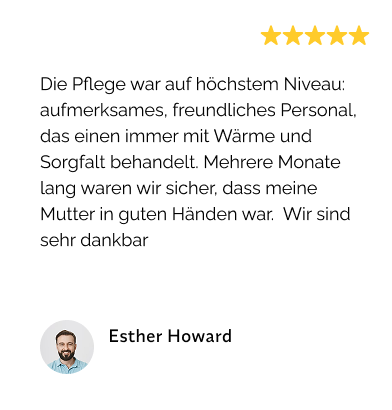 Die Pflege war auf höchstem Niveau:
aufmerksames, freundliches Personal,
das einen immer mit Wärme und
Sorgfalt behandelt. Mehrere Monate
lang waren wir sicher, dass meine
Mutter in guten Händen war.  Wir sind
sehr dankbar
Esther Howard